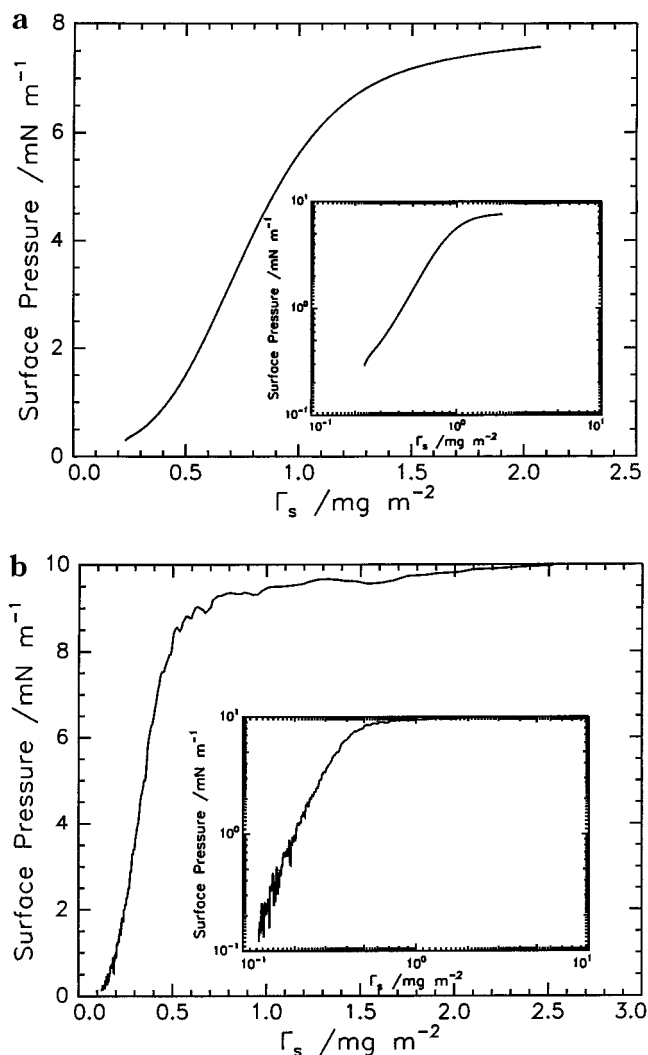 a
8
6
4
2
0
Surface Pressure /mN m⁻¹
0.0 0.5 1.0 1.5 2.0 2.5
Γₛ /mg m⁻²
10¹
10⁰
10⁻¹
Surface Pressure /mN m⁻¹
10⁻¹ 10⁰ 10¹
Γₛ /mg m⁻²
b
10
8
6
4
2
0
Surface Pressure /mN m⁻¹
0.0 0.5 1.0 1.5 2.0 2.5 3.0
Γₛ /mg m⁻²
10¹
10⁰
10⁻¹
Surface Pressure /mN m⁻¹
10⁻¹ 10⁰ 10¹
Γₛ /mg m⁻²